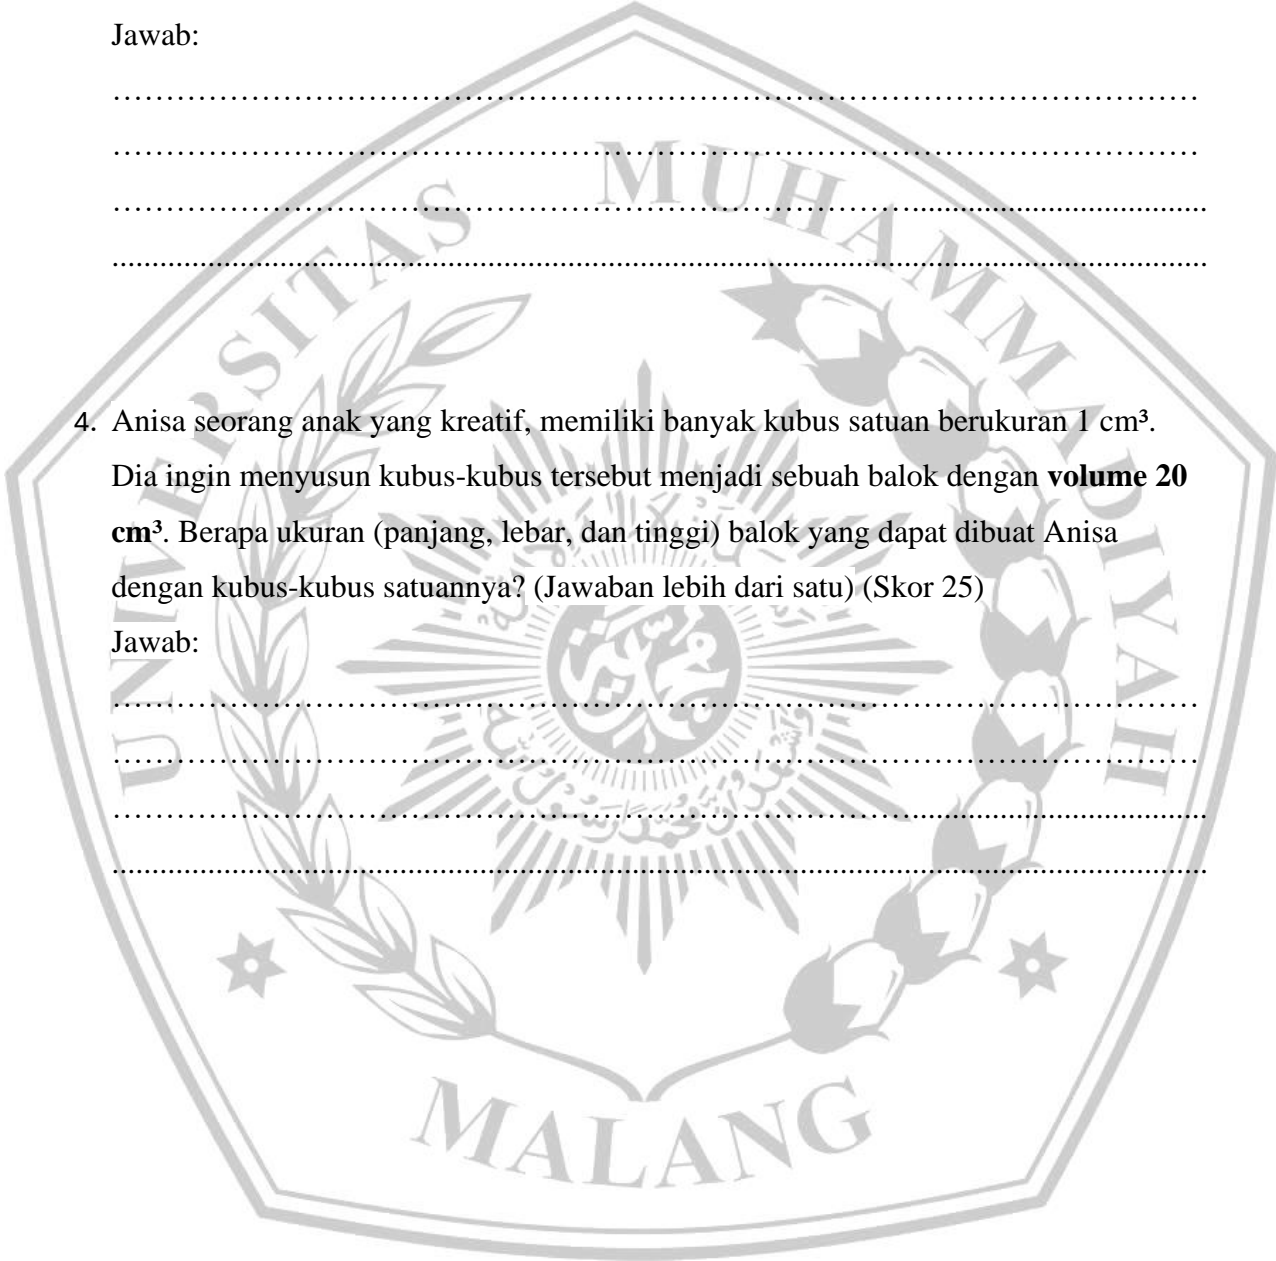 Jawab:
……………………………………………………………………………………………
……………………………………………………………………………………………
……………………………………………………………………......................................
..........................................................................................................................................
4. Anisa seorang anak yang kreatif, memiliki banyak kubus satuan berukuran 1 cm³.
Dia ingin menyusun kubus-kubus tersebut menjadi sebuah balok dengan volume 20
cm³. Berapa ukuran (panjang, lebar, dan tinggi) balok yang dapat dibuat Anisa
dengan kubus-kubus satuannya? (Jawaban lebih dari satu) (Skor 25)
Jawab:
……………………………………………………………………………………………
……………………………………………………………………………………………
……………………………………………………………………......................................
..........................................................................................................................................
UNIVERSITAS MUHAMMADIYAH
MALANG